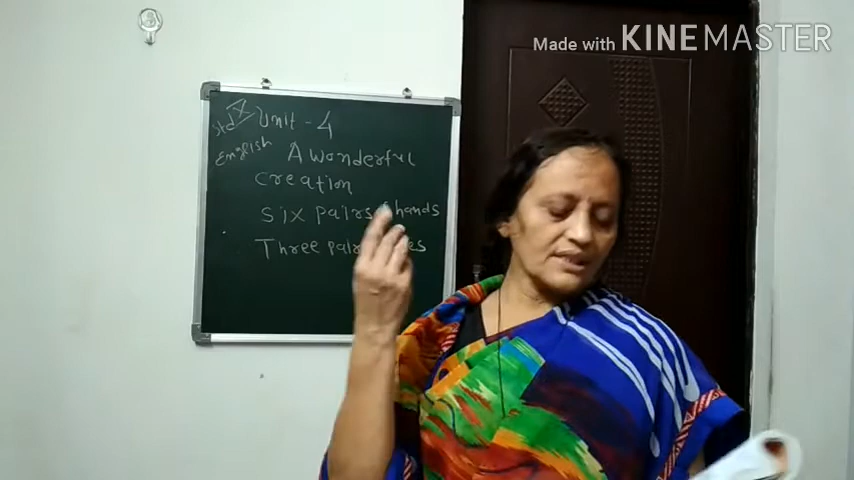 Made with KINEMASTER
Std X Unit - 4
English
A wonderful
creation
six pairs hands
Three